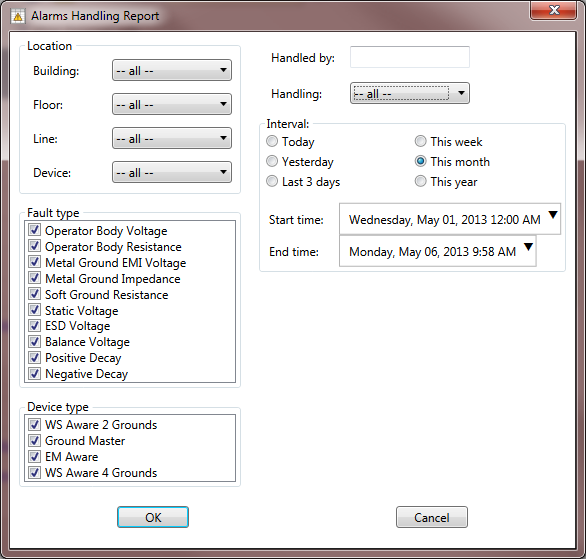 Alarms Handling Report
Location
Building: -- all --
Floor: -- all --
Line: -- all --
Device: -- all --
Fault type
Operator Body Voltage
Operator Body Resistance
Metal Ground EMI Voltage
Metal Ground Impedance
Soft Ground Resistance
Static Voltage
ESD Voltage
Balance Voltage
Positive Decay
Negative Decay
Device type
WS Aware 2 Grounds
Ground Master
EM Aware
WS Aware 4 Grounds
Handled by:
Handling: -- all --
Interval:
Today This week
Yesterday This month
Last 3 days This year
Start time: Wednesday, May 01, 2013 12:00 AM
End time: Monday, May 06, 2013 9:58 AM
OK Cancel